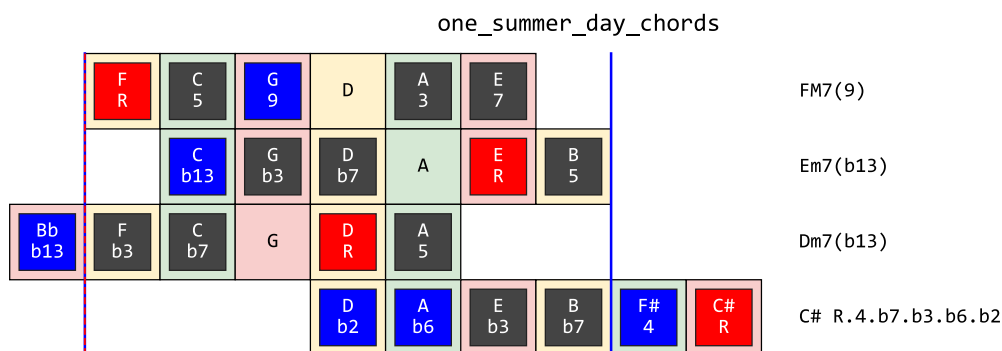 one_summer_day_chords
F C G D A E FM7(9)
R 5 9 3 7
C G D A E B Em7(b13)
b13 b3 b7 R 5
Bb F C G D A Dm7(b13)
b13 b3 b7 R 5
D A E B F# C# C# R.4.b7.b3.b6.b2
b2 b6 b3 b7 4 R